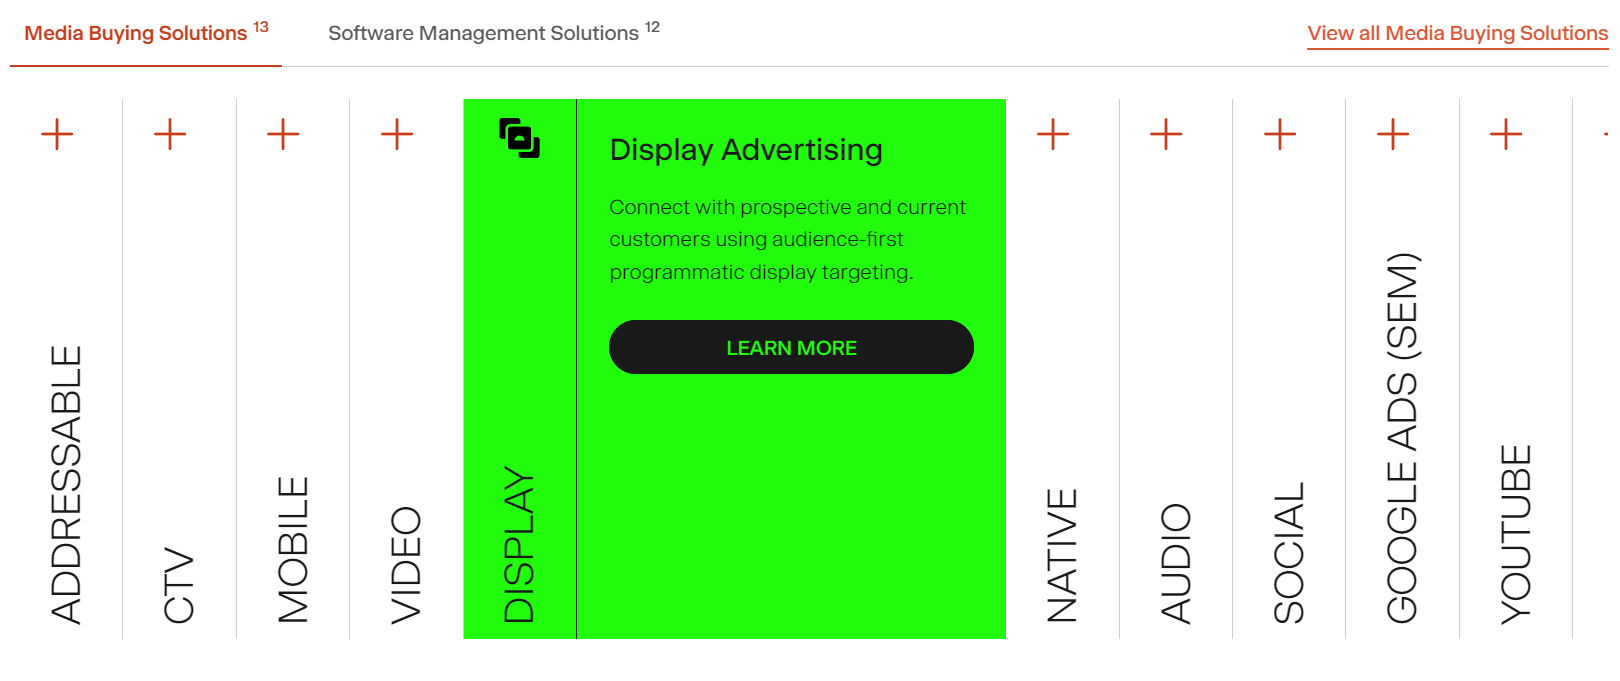 Media Buying Solutions 13
Software Management Solutions 12
View all Media Buying Solutions
ADDRESSABLE
CTV
MOBILE
VIDEO
DISPLAY
Display Advertising
Connect with prospective and current
customers using audience-first
programmatic display targeting.
LEARN MORE
NATIVE
AUDIO
SOCIAL
GOOGLE ADS (SEM)
YOUTUBE